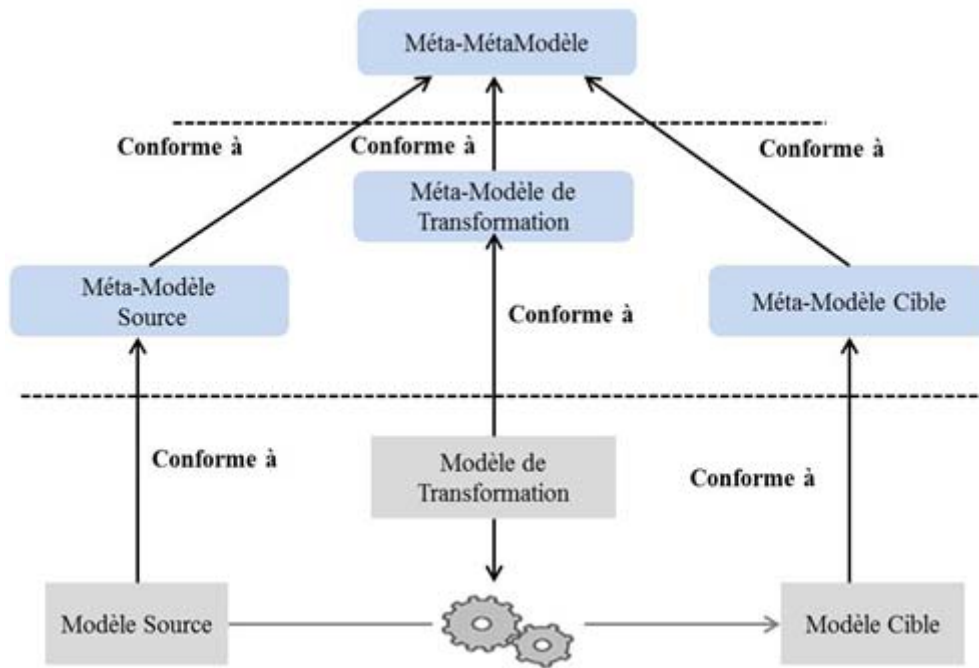 Méta-MétaModèle
Conforme à
Conforme à
Conforme à
Méta-Modèle de
Transformation
Méta-Modèle
Source
Conforme à
Méta-Modèle Cible
Conforme à
Modèle de
Transformation
Conforme à
Modèle Source
Modèle Cible